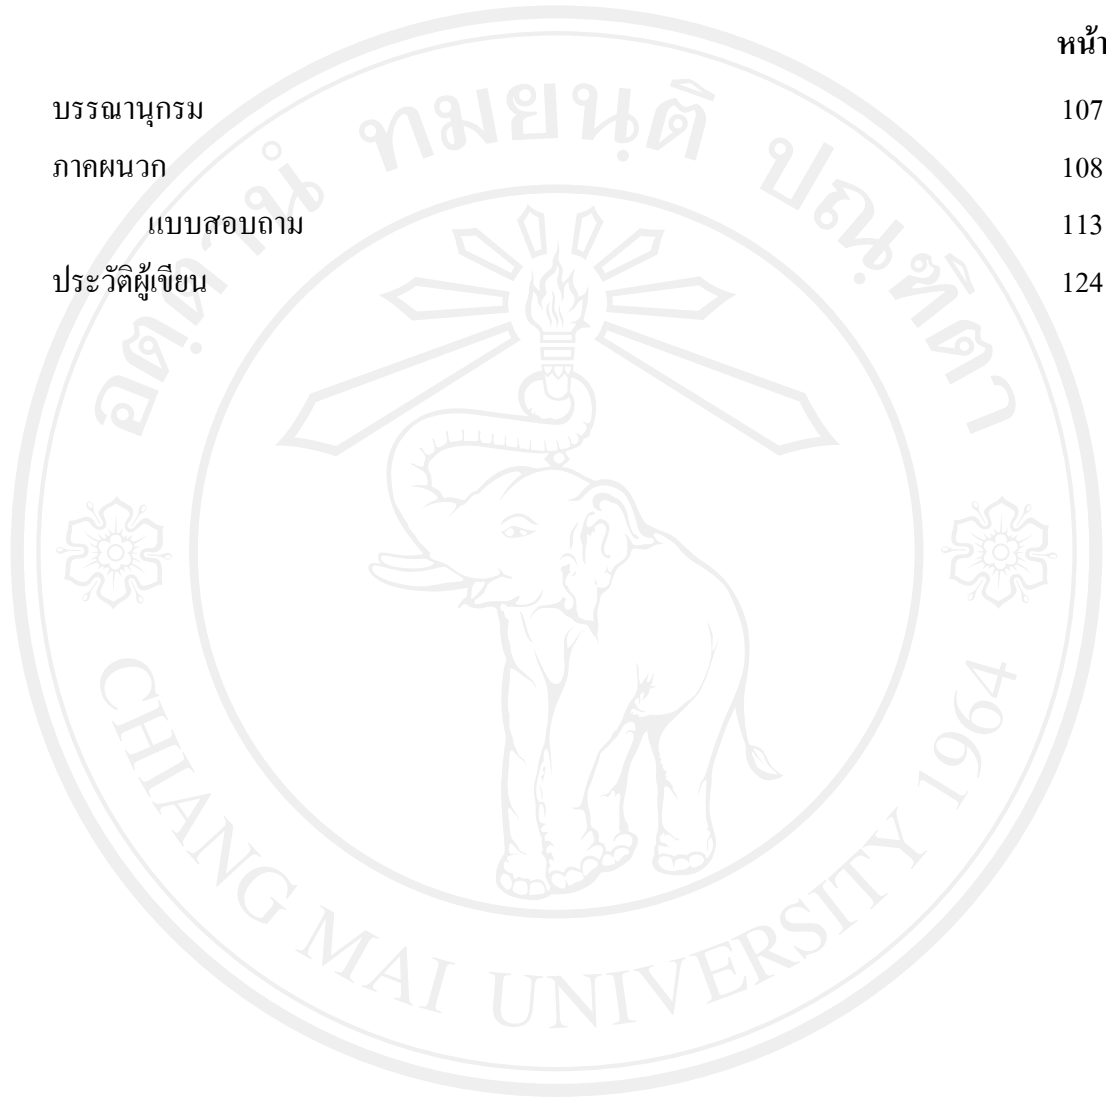 หน้า
บรรณานุกรม 107
ภาคผนวก 108
แบบสอบถาม 113
ประวัติผู้เขียน 124
อตฺตานํ ทมยนฺติ ปณฺฑิตา
CHIANG MAI UNIVERSITY 1964